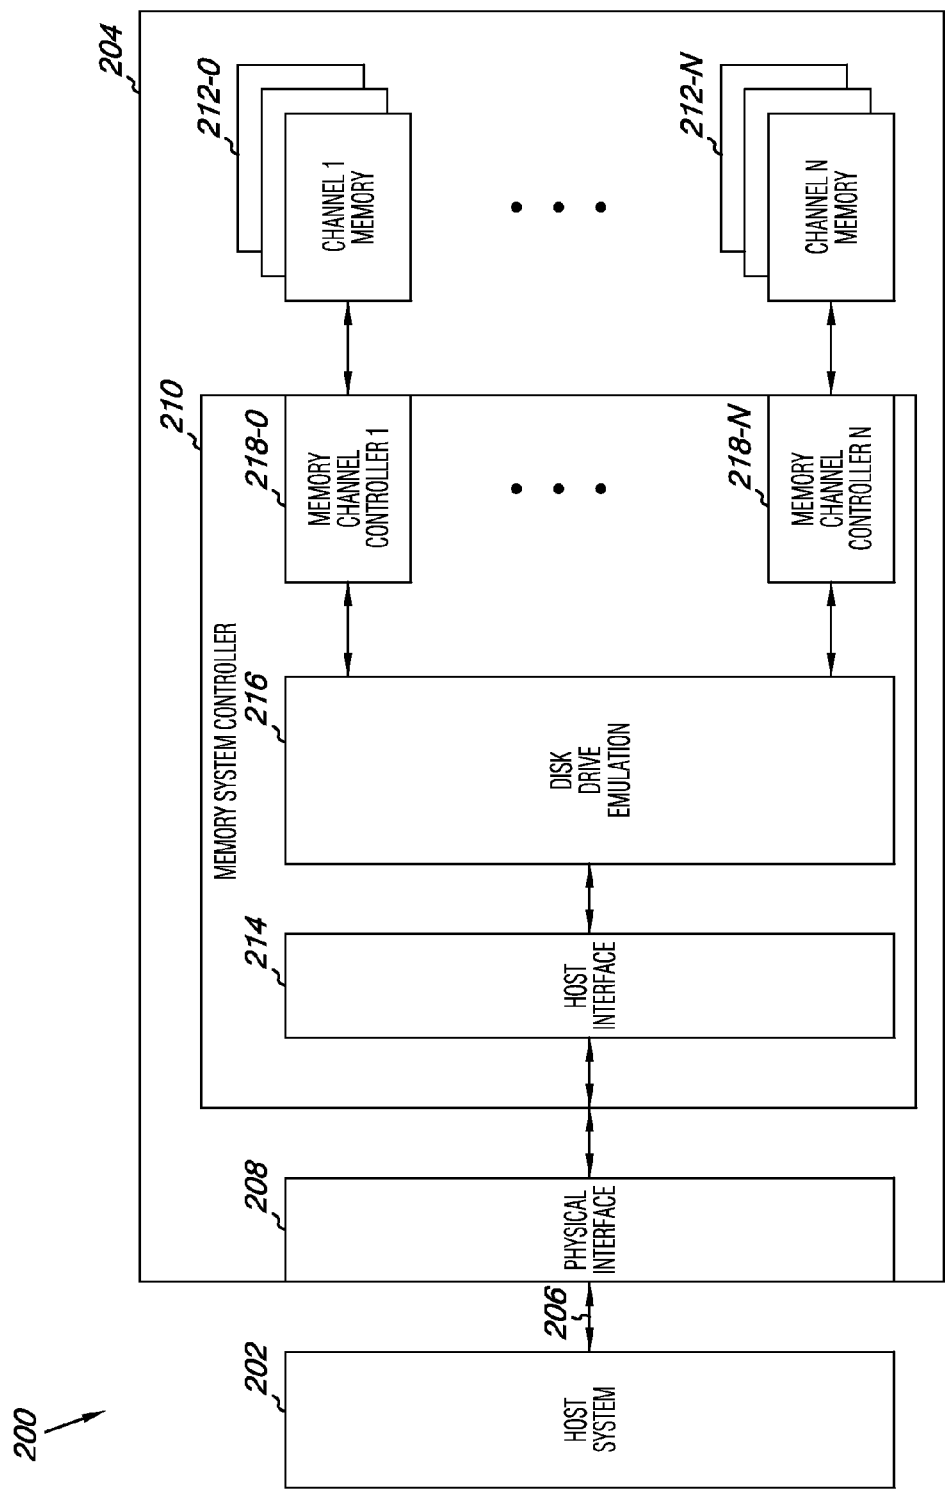 200
202
HOST
SYSTEM
206
204
208
PHYSICAL
INTERFACE
210
MEMORY SYSTEM CONTROLLER
214
HOST
INTERFACE
216
DISK
DRIVE
EMULATION
218-0
MEMORY
CHANNEL
CONTROLLER 1
218-N
MEMORY
CHANNEL
CONTROLLER N
212-0
CHANNEL 1
MEMORY
212-N
CHANNEL N
MEMORY